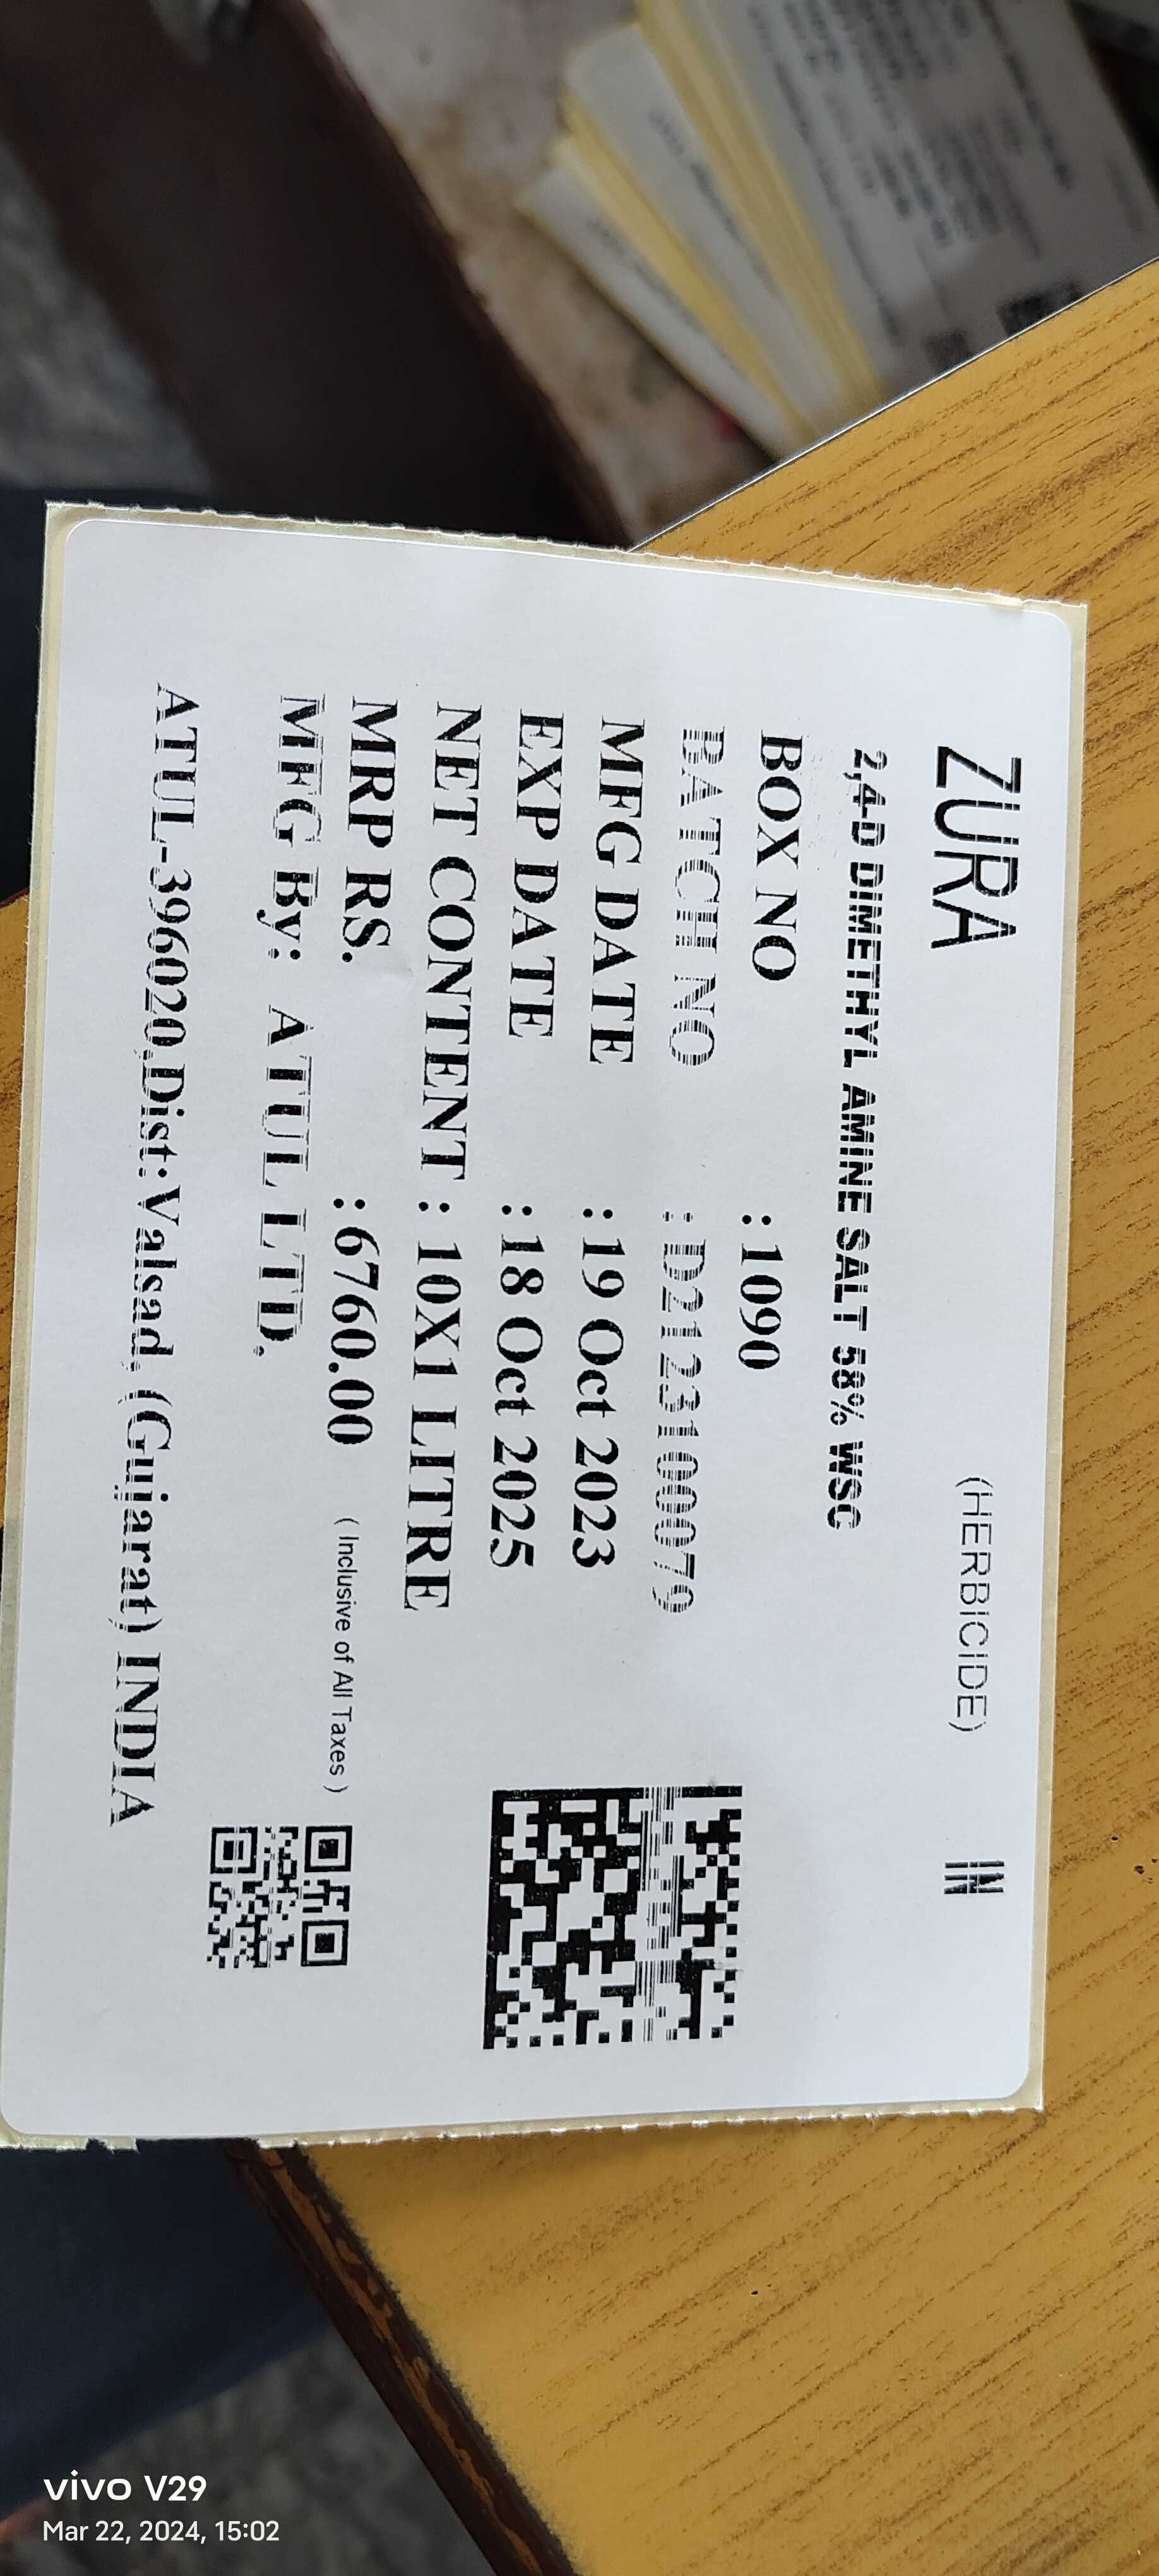 ZURA (HERBICIDE) IN
2,4-D DIMETHYL AMINE SALT 58% WSC
BOX NO : 1090
BATCH NO : D2123100079
MFG DATE : 19 Oct 2023
EXP DATE : 18 Oct 2025
NET CONTENT : 10X1 LITRE
MRP RS. : 6760.00 ( Inclusive of All Taxes )
MFG By: ATUL LTD.
ATUL-396020,Dist:Valsad, (Gujarat) INDIA
vivo V29
Mar 22, 2024, 15:02